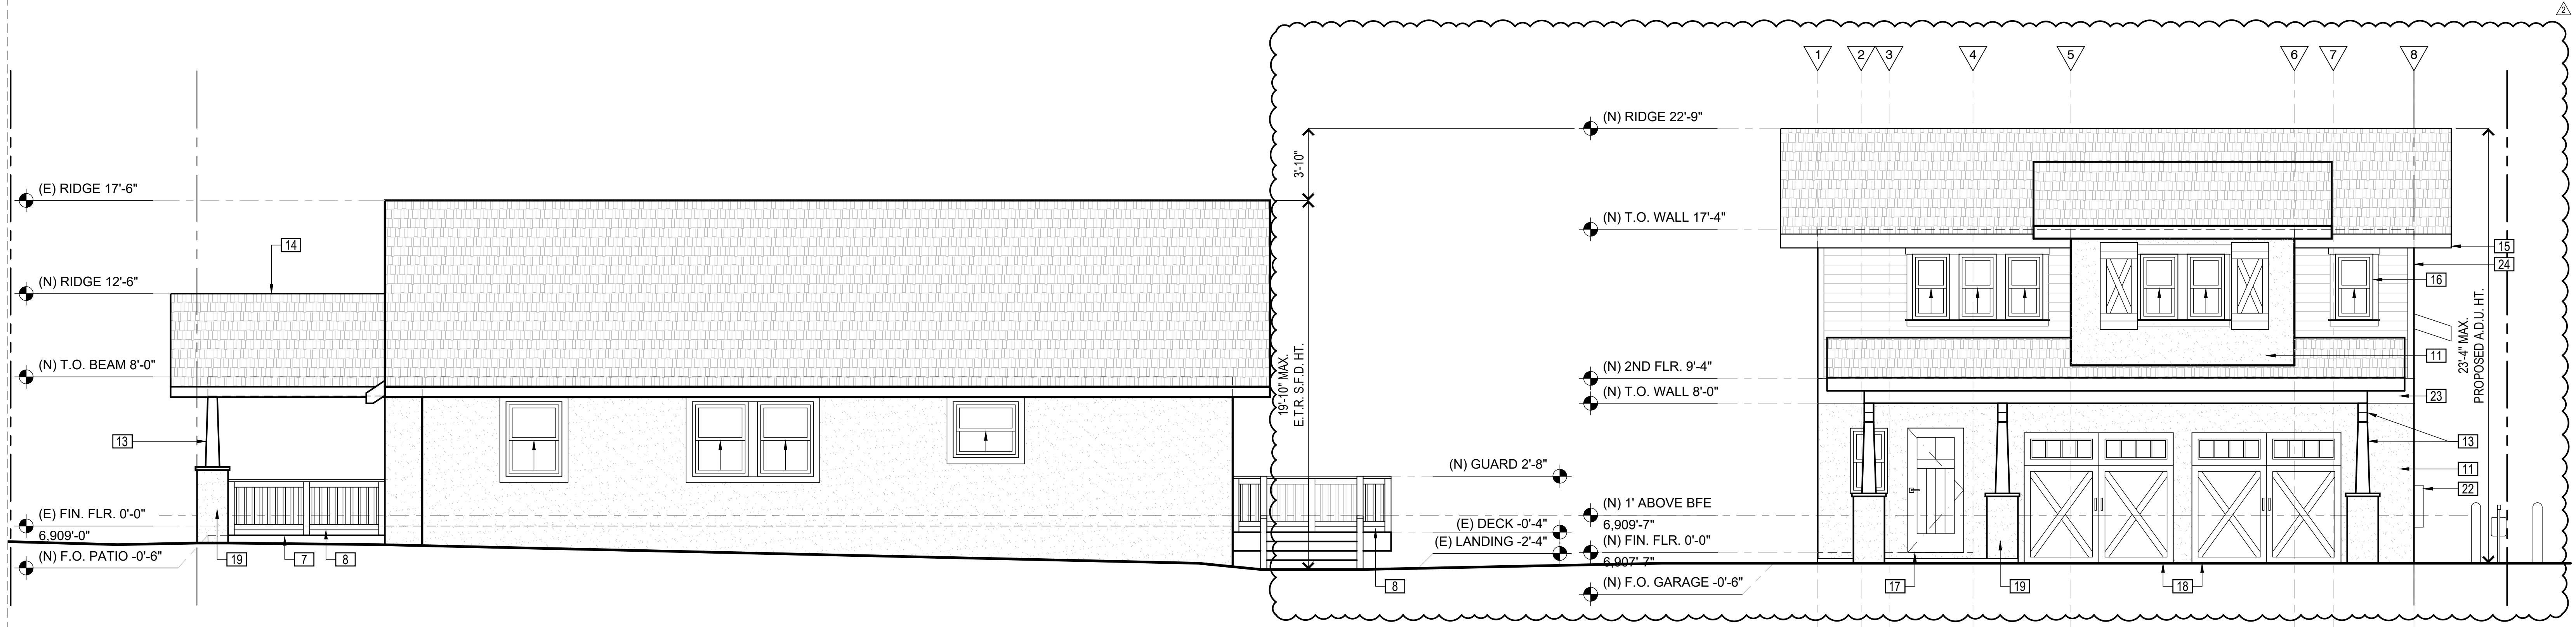 2
1
2
3
4
5
6
7
8
(N) RIDGE 22'-9"
3'-10"
(E) RIDGE 17'-6"
(N) T.O. WALL 17'-4"
14
15
24
16
(N) RIDGE 12'-6"
(N) T.O. BEAM 8'-0"
(N) 2ND FLR. 9'-4"
(N) T.O. WALL 8'-0"
19'-10" MAX.
E.T.R. S.F.D. HT.
23'-4" MAX.
PROPOSED A.D.U. HT.
11
23
13
13
11
22
(N) GUARD 2'-8"
(N) 1' ABOVE BFE
6,909'-7"
(E) FIN. FLR. 0'-0"
6,909'-0"
(E) DECK -0'-4"
(N) FIN. FLR. 0'-0"
6,907'-7"
(E) LANDING -2'-4"
(N) F.O. PATIO -0'-6"
19
7
8
8
(N) F.O. GARAGE -0'-6"
17
19
18